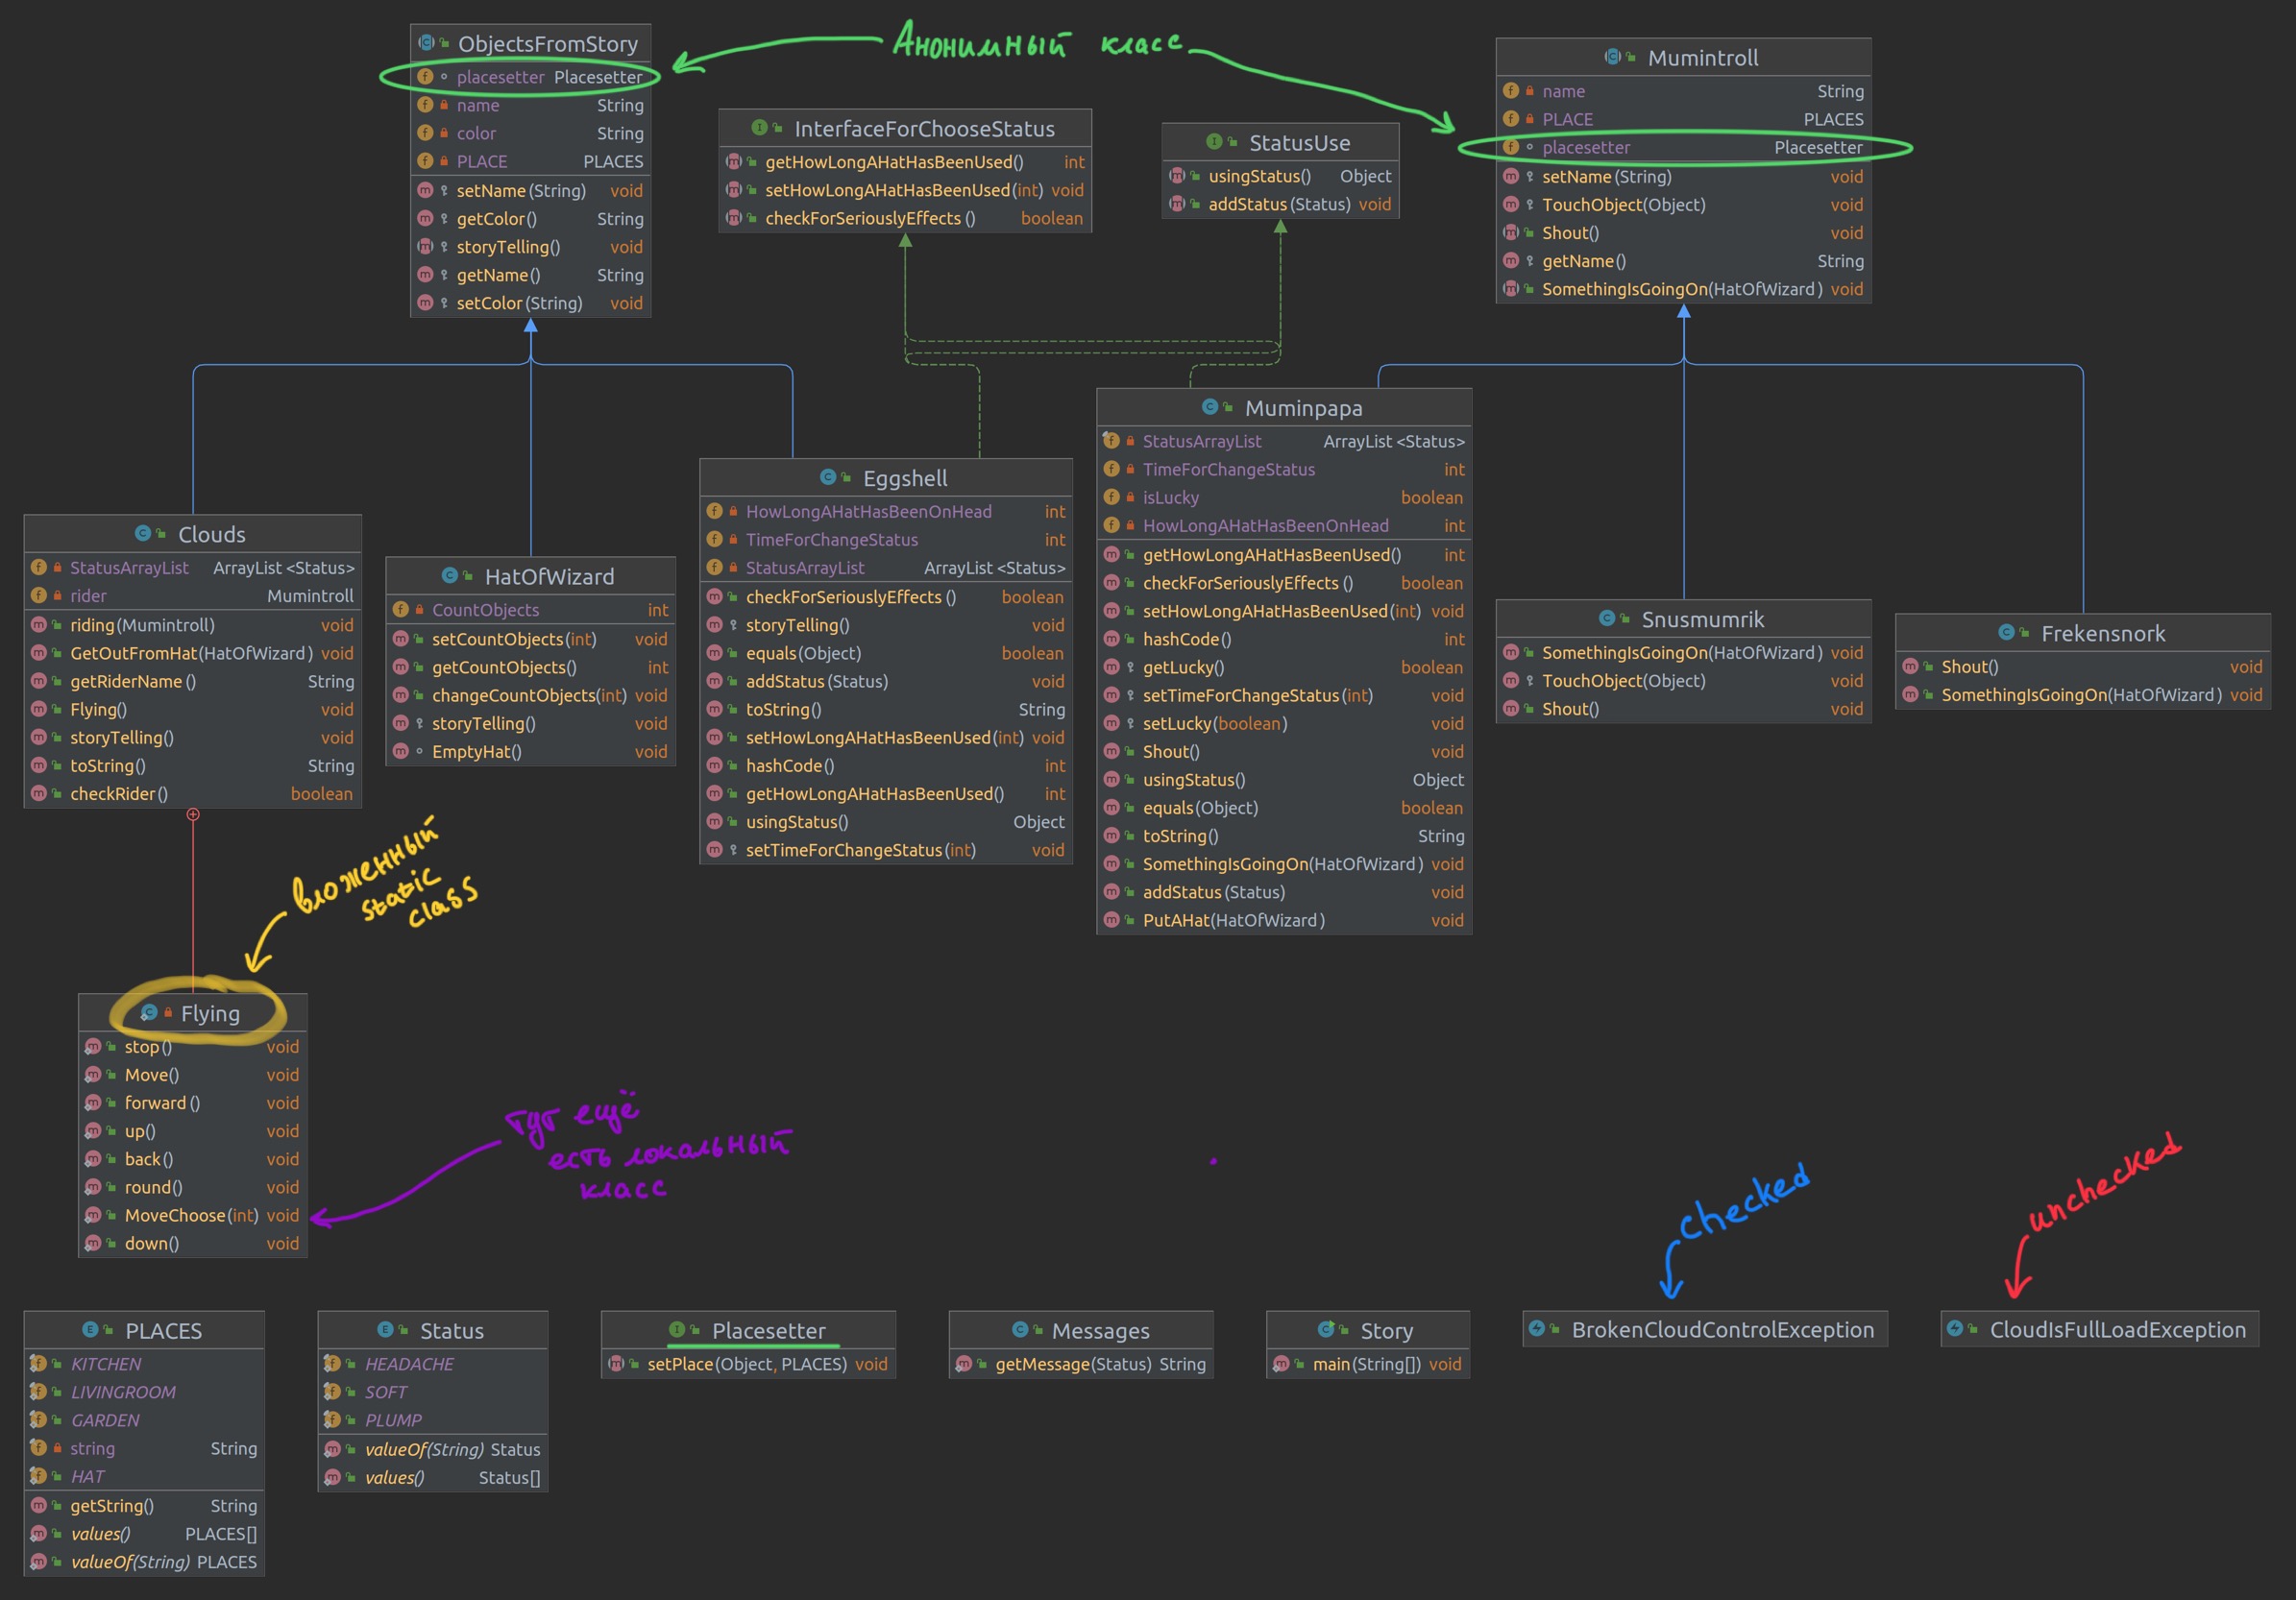 Анонимный класс
ObjectsFromStory
placesetter Placesetter
name String
color String
PLACE PLACES
setName(String) void
getColor() String
storyTelling() void
getName() String
setColor(String) void
InterfaceForChooseStatus
getHowLongAHatHasBeenUsed() int
setHowLongAHatHasBeenUsed(int) void
checkForSeriouslyEffects() boolean
StatusUse
usingStatus() Object
addStatus(Status) void
Mumintroll
name String
PLACE PLACES
placesetter Placesetter
setName(String) void
TouchObject(Object) void
Shout() void
getName() String
SomethingIsGoingOn(HatOfWizard) void
Clouds
StatusArrayList ArrayList<Status>
rider Mumintroll
riding(Mumintroll) void
GetOutFromHat(HatOfWizard) void
getRiderName() String
Flying() void
storyTelling() void
toString() String
checkRider() boolean
HatOfWizard
CountObjects int
setCountObjects(int) void
getCountObjects() int
changeCountObjects(int) void
storyTelling() void
EmptyHat() void
Eggshell
HowLongAHatHasBeenOnHead int
TimeForChangeStatus int
StatusArrayList ArrayList<Status>
checkForSeriouslyEffects() boolean
storyTelling() void
equals(Object) boolean
addStatus(Status) void
toString() String
setHowLongAHatHasBeenUsed(int) void
hashCode() int
getHowLongAHatHasBeenUsed() int
usingStatus() Object
setTimeForChangeStatus(int) void
Muminpapa
StatusArrayList ArrayList<Status>
TimeForChangeStatus int
isLucky boolean
HowLongAHatHasBeenOnHead int
getHowLongAHatHasBeenUsed() int
checkForSeriouslyEffects() boolean
setHowLongAHatHasBeenUsed(int) void
hashCode() int
getLucky() boolean
setTimeForChangeStatus(int) void
setLucky(boolean) void
Shout() void
usingStatus() Object
equals(Object) boolean
toString() String
SomethingIsGoingOn(HatOfWizard) void
addStatus(Status) void
PutAHat(HatOfWizard) void
Snusmumrik
SomethingIsGoingOn(HatOfWizard) void
TouchObject(Object) void
Shout() void
Frekensnork
Shout() void
SomethingIsGoingOn(HatOfWizard) void
вложенный
static
class
Flying
stop() void
Move() void
forward() void
up() void
back() void
round() void
MoveChoose(int) void
down() void
тут ещё
есть локальный
класс
checked
unchecked
PLACES
KITCHEN
LIVINGROOM
GARDEN
string String
HAT
getString() String
values() PLACES[]
valueOf(String) PLACES
Status
HEADACHE
SOFT
PLUMP
valueOf(String) Status
values() Status[]
Placesetter
setPlace(Object, PLACES) void
Messages
getMessage(Status) String
Story
main(String[]) void
BrokenCloudControlException
CloudIsFullLoadException